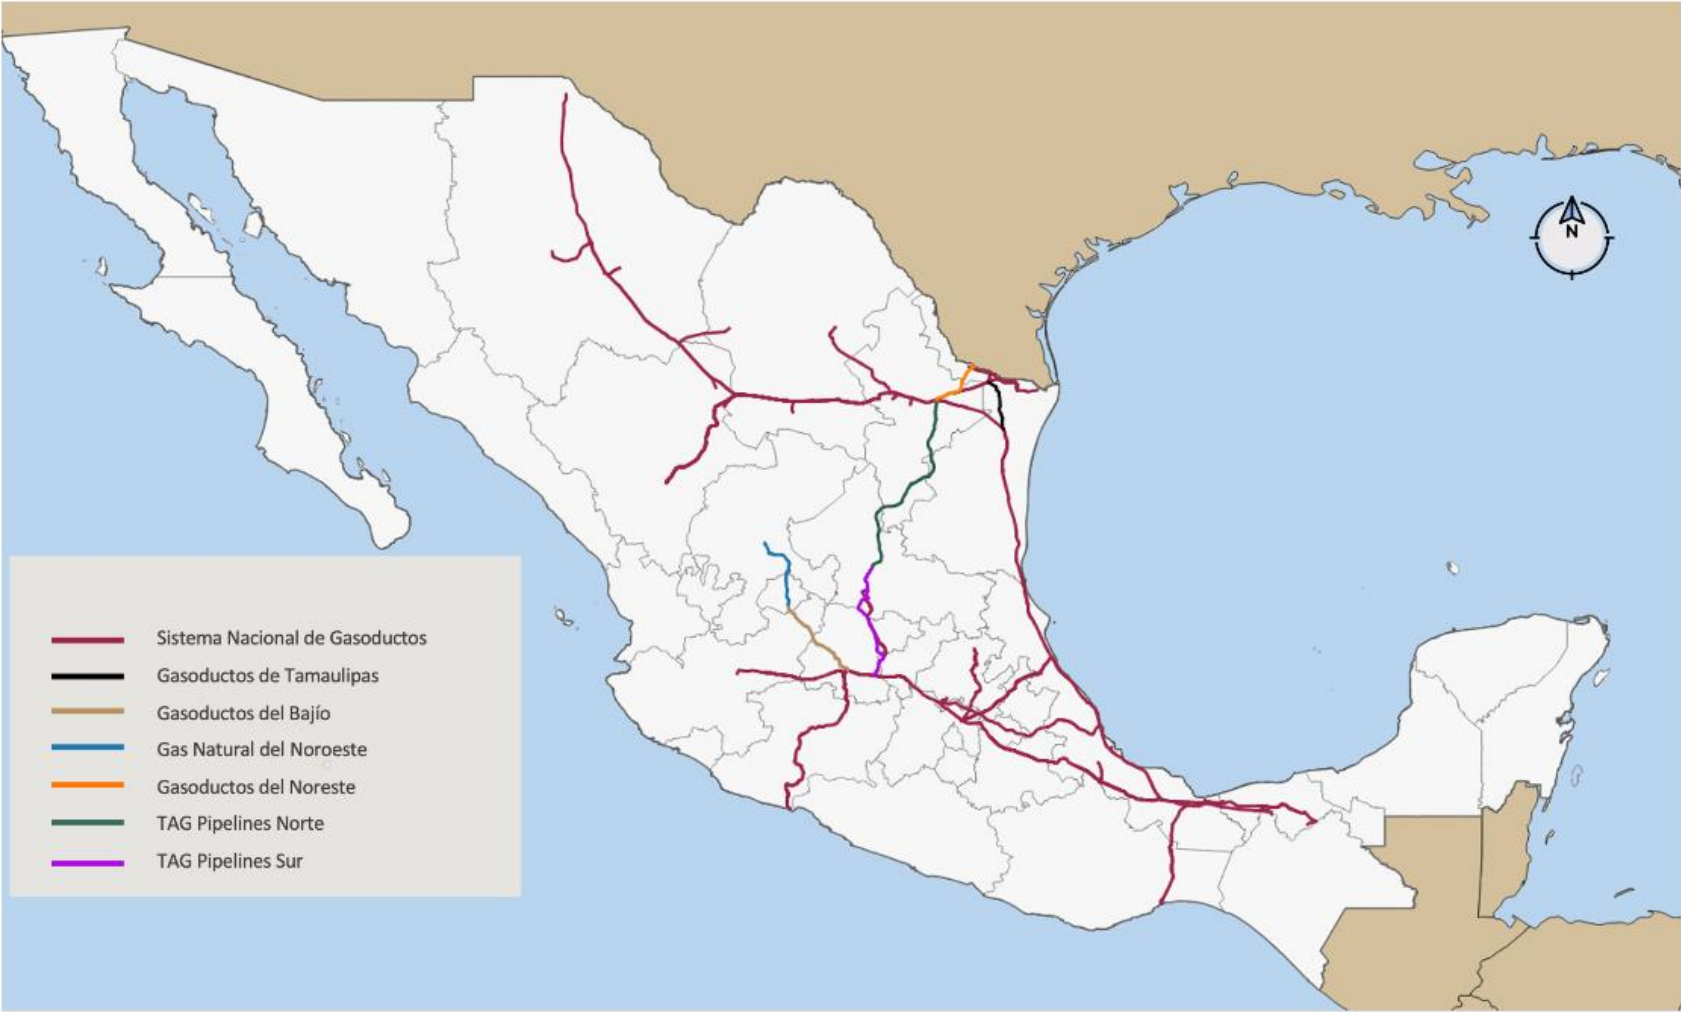 N
Sistema Nacional de Gasoductos
Gasoductos de Tamaulipas
Gasoductos del Bajío
Gas Natural del Noroeste
Gasoductos del Noreste
TAG Pipelines Norte
TAG Pipelines Sur